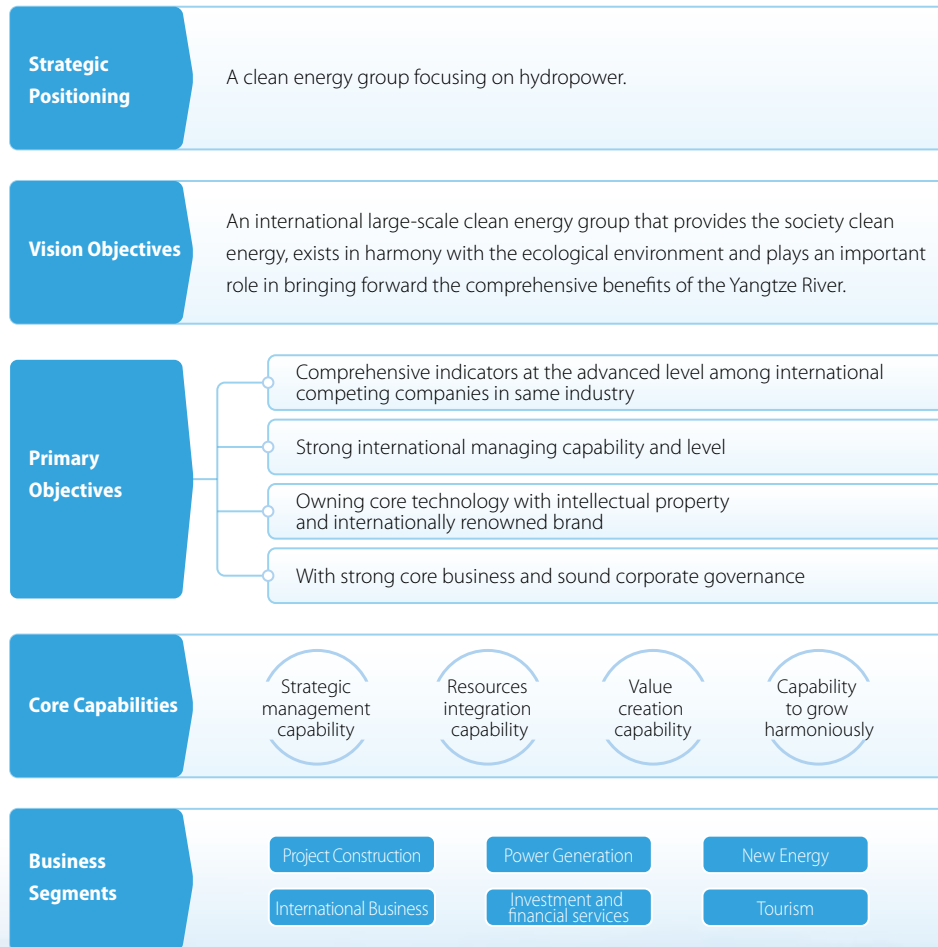 Strategic
Positioning
A clean energy group focusing on hydropower.
Vision Objectives
An international large-scale clean energy group that provides the society clean
energy, exists in harmony with the ecological environment and plays an important
role in bringing forward the comprehensive benefits of the Yangtze River.
Primary
Objectives
Comprehensive indicators at the advanced level among international
competing companies in same industry
Strong international managing capability and level
Owning core technology with intellectual property
and internationally renowned brand
With strong core business and sound corporate governance
Core Capabilities
Strategic
management
capability
Resources
integration
capability
Value
creation
capability
Capability
to grow
harmoniously
Business
Segments
Project Construction
Power Generation
New Energy
International Business
Investment and
financial services
Tourism